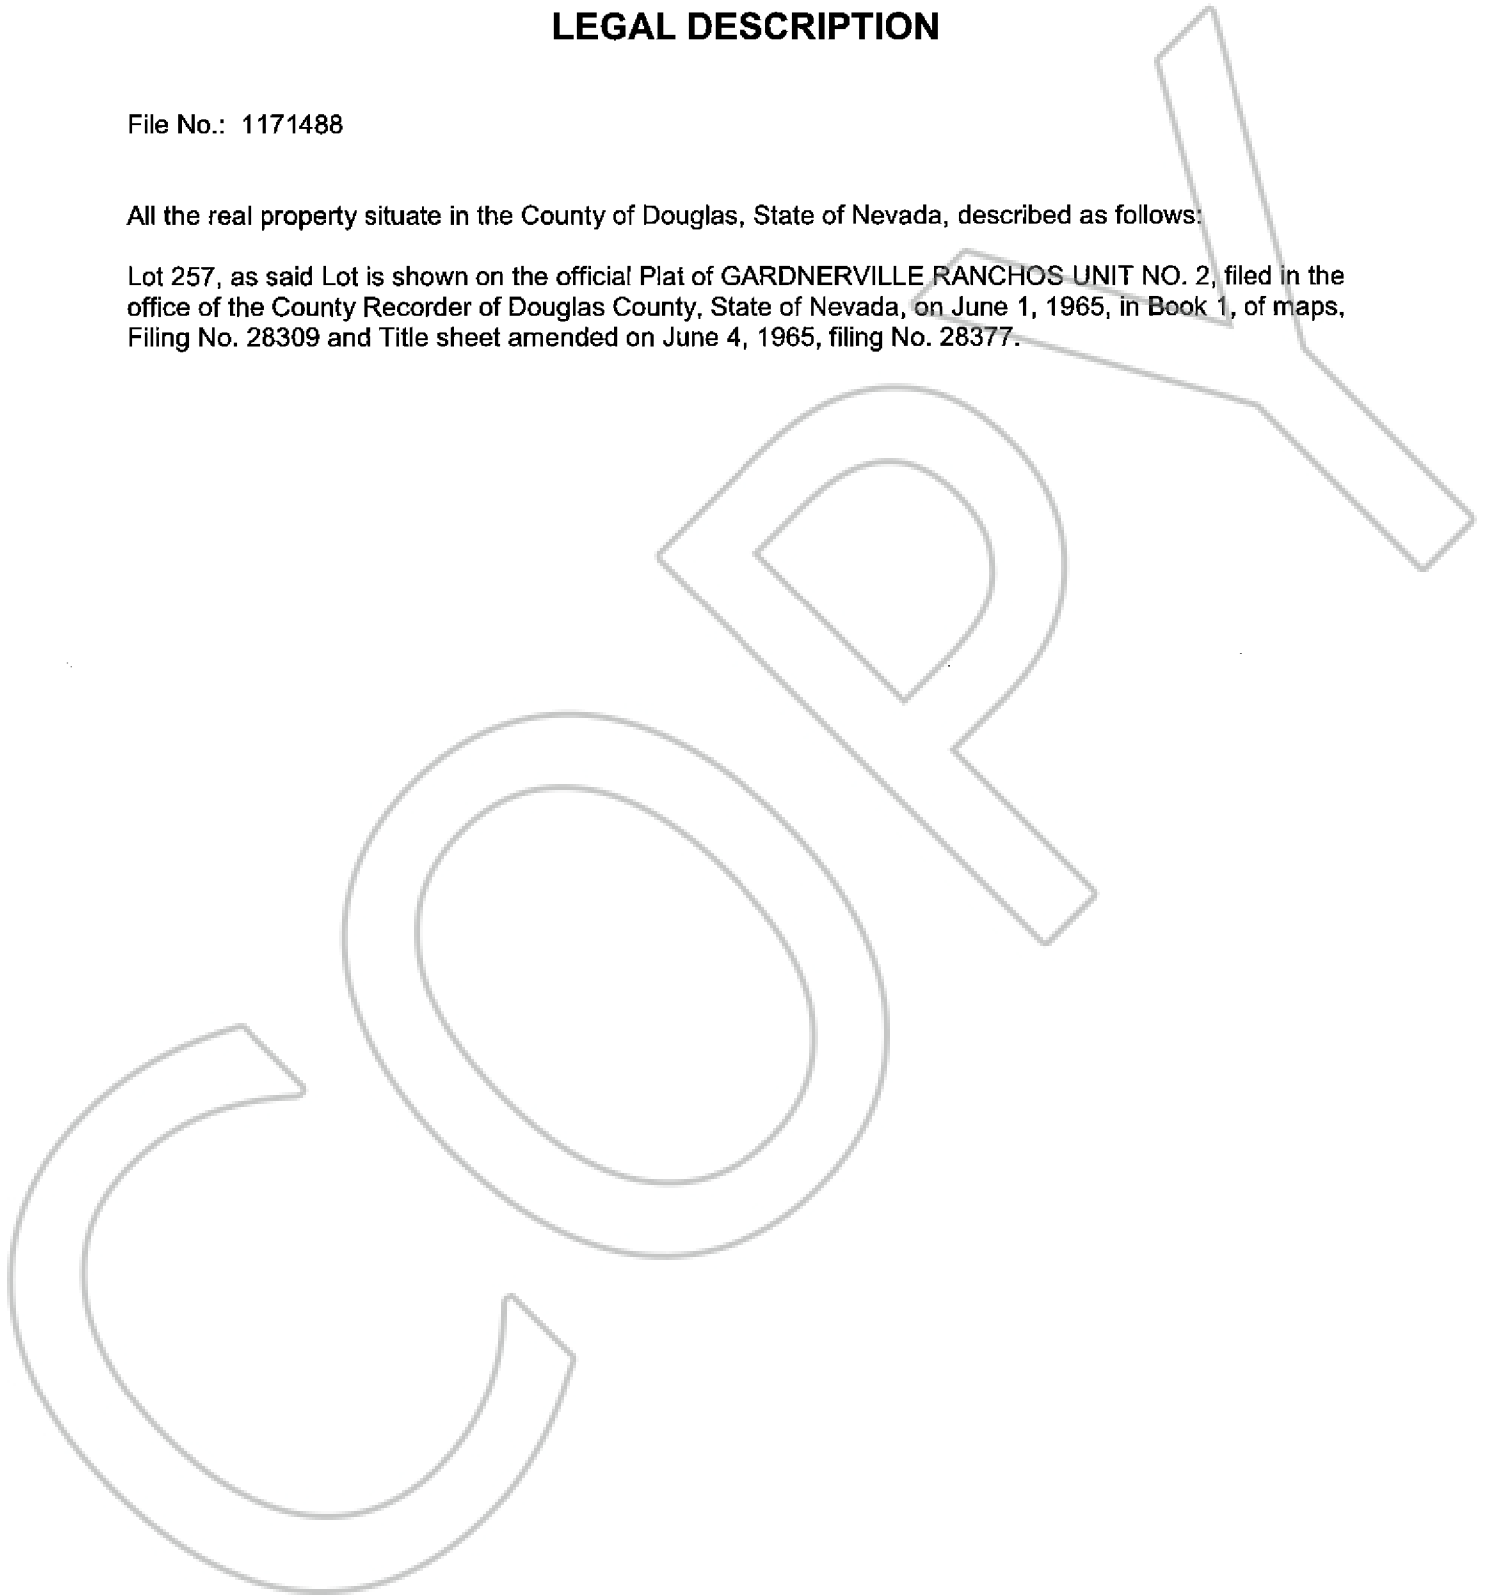 LEGAL DESCRIPTION
File No.: 1171488
All the real property situate in the County of Douglas, State of Nevada, described as follows:
Lot 257, as said Lot is shown on the official Plat of GARDNERVILLE RANCHOS UNIT NO. 2, filed in the
office of the County Recorder of Douglas County, State of Nevada, on June 1, 1965, in Book 1, of maps,
Filing No. 28309 and Title sheet amended on June 4, 1965, filing No. 28377.
COPY